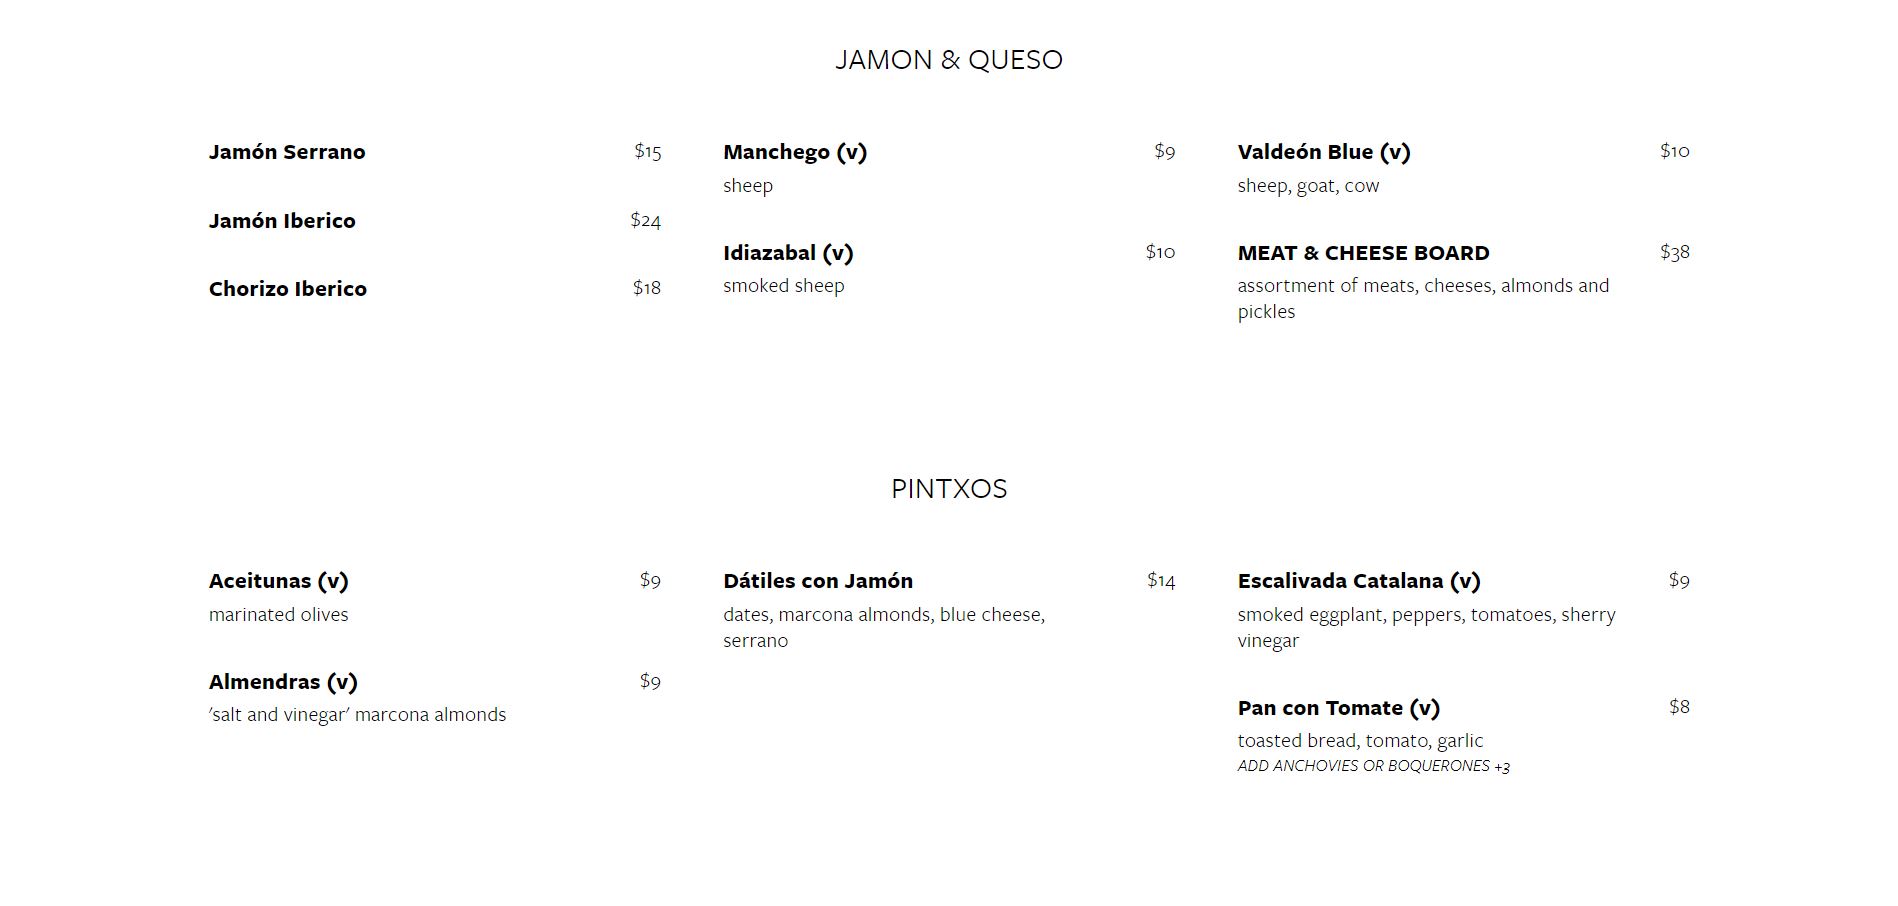 JAMON & QUESO
Jamón Serrano $15
Jamón Iberico $24
Chorizo Iberico $18
Manchego (v) $9
sheep
Idiazabal (v) $10
smoked sheep
Valdeón Blue (v) $10
sheep, goat, cow
MEAT & CHEESE BOARD $38
assortment of meats, cheeses, almonds and
pickles
PINTXOS
Aceitunas (v) $9
marinated olives
Almendras (v) $9
'salt and vinegar' marcona almonds
Dátiles con Jamón $14
dates, marcona almonds, blue cheese,
serrano
Escalivada Catalana (v) $9
smoked eggplant, peppers, tomatoes, sherry
vinegar
Pan con Tomate (v) $8
toasted bread, tomato, garlic
ADD ANCHOVIES OR BOQUERONES +3